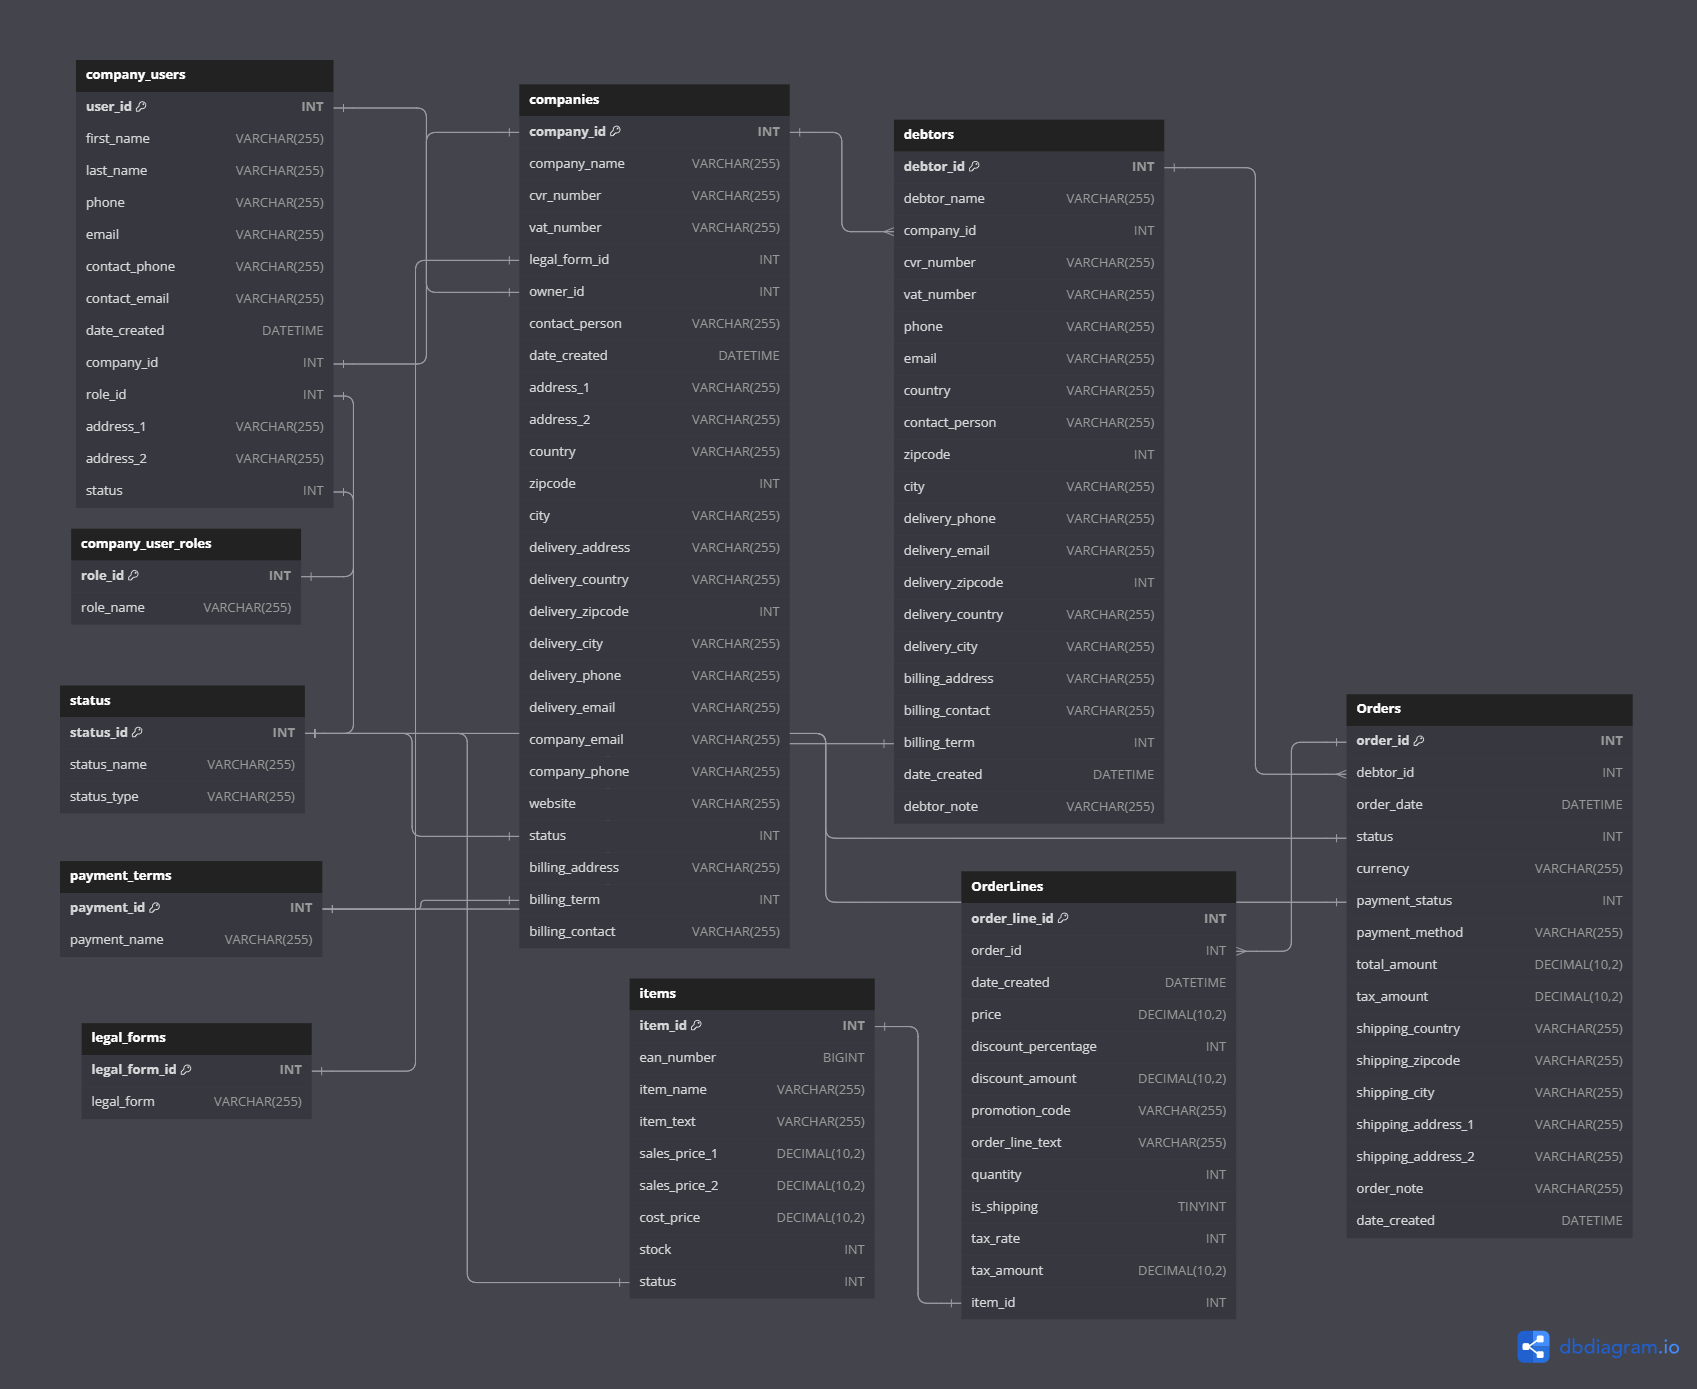 company_users
user_id INT
first_name VARCHAR(255)
last_name VARCHAR(255)
phone VARCHAR(255)
email VARCHAR(255)
contact_phone VARCHAR(255)
contact_email VARCHAR(255)
date_created DATETIME
company_id INT
role_id INT
address_1 VARCHAR(255)
address_2 VARCHAR(255)
status INT
company_user_roles
role_id INT
role_name VARCHAR(255)
status
status_id INT
status_name VARCHAR(255)
status_type VARCHAR(255)
payment_terms
payment_id INT
payment_name VARCHAR(255)
legal_forms
legal_form_id INT
legal_form VARCHAR(255)
companies
company_id INT
company_name VARCHAR(255)
cvr_number VARCHAR(255)
vat_number VARCHAR(255)
legal_form_id INT
owner_id INT
contact_person VARCHAR(255)
date_created DATETIME
address_1 VARCHAR(255)
address_2 VARCHAR(255)
country VARCHAR(255)
zipcode INT
city VARCHAR(255)
delivery_address VARCHAR(255)
delivery_country VARCHAR(255)
delivery_zipcode INT
delivery_city VARCHAR(255)
delivery_phone VARCHAR(255)
delivery_email VARCHAR(255)
company_email VARCHAR(255)
company_phone VARCHAR(255)
website VARCHAR(255)
status INT
billing_address VARCHAR(255)
billing_term INT
billing_contact VARCHAR(255)
items
item_id INT
ean_number BIGINT
item_name VARCHAR(255)
item_text VARCHAR(255)
sales_price_1 DECIMAL(10,2)
sales_price_2 DECIMAL(10,2)
cost_price DECIMAL(10,2)
stock INT
status INT
debtors
debtor_id INT
debtor_name VARCHAR(255)
company_id INT
cvr_number VARCHAR(255)
vat_number VARCHAR(255)
phone VARCHAR(255)
email VARCHAR(255)
country VARCHAR(255)
contact_person VARCHAR(255)
zipcode INT
city VARCHAR(255)
delivery_phone VARCHAR(255)
delivery_email VARCHAR(255)
delivery_zipcode INT
delivery_country VARCHAR(255)
delivery_city VARCHAR(255)
billing_address VARCHAR(255)
billing_contact VARCHAR(255)
billing_term INT
date_created DATETIME
debtor_note VARCHAR(255)
OrderLines
order_line_id INT
order_id INT
date_created DATETIME
price DECIMAL(10,2)
discount_percentage INT
discount_amount DECIMAL(10,2)
promotion_code VARCHAR(255)
order_line_text VARCHAR(255)
quantity INT
is_shipping TINYINT
tax_rate INT
tax_amount DECIMAL(10,2)
item_id INT
Orders
order_id INT
debtor_id INT
order_date DATETIME
status INT
currency VARCHAR(255)
payment_status INT
payment_method VARCHAR(255)
total_amount DECIMAL(10,2)
tax_amount DECIMAL(10,2)
shipping_country VARCHAR(255)
shipping_zipcode VARCHAR(255)
shipping_city VARCHAR(255)
shipping_address_1 VARCHAR(255)
shipping_address_2 VARCHAR(255)
order_note VARCHAR(255)
date_created DATETIME
dbdiagram.io